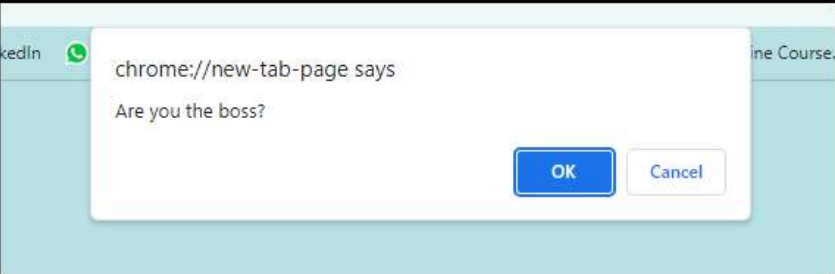 kedIn
ine Course.
chrome://new-tab-page says
Are you the boss?
OK
Cancel